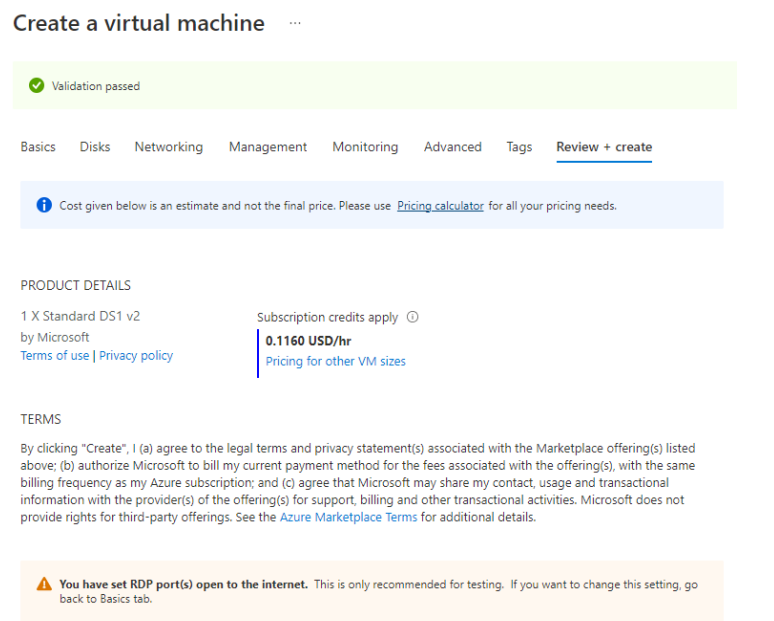 Create a virtual machine ...
Validation passed
Basics Disks Networking Management Monitoring Advanced Tags Review + create
Cost given below is an estimate and not the final price. Please use Pricing calculator for all your pricing needs.
PRODUCT DETAILS
1 X Standard DS1 v2
by Microsoft
Terms of use | Privacy policy
Subscription credits apply
0.1160 USD/hr
Pricing for other VM sizes
TERMS
By clicking "Create", I (a) agree to the legal terms and privacy statement(s) associated with the Marketplace offering(s) listed
above; (b) authorize Microsoft to bill my current payment method for the fees associated with the offering(s), with the same
billing frequency as my Azure subscription; and (c) agree that Microsoft may share my contact, usage and transactional
information with the provider(s) of the offering(s) for support, billing and other transactional activities. Microsoft does not
provide rights for third-party offerings. See the Azure Marketplace Terms for additional details.
You have set RDP port(s) open to the internet. This is only recommended for testing. If you want to change this setting, go
back to Basics tab.